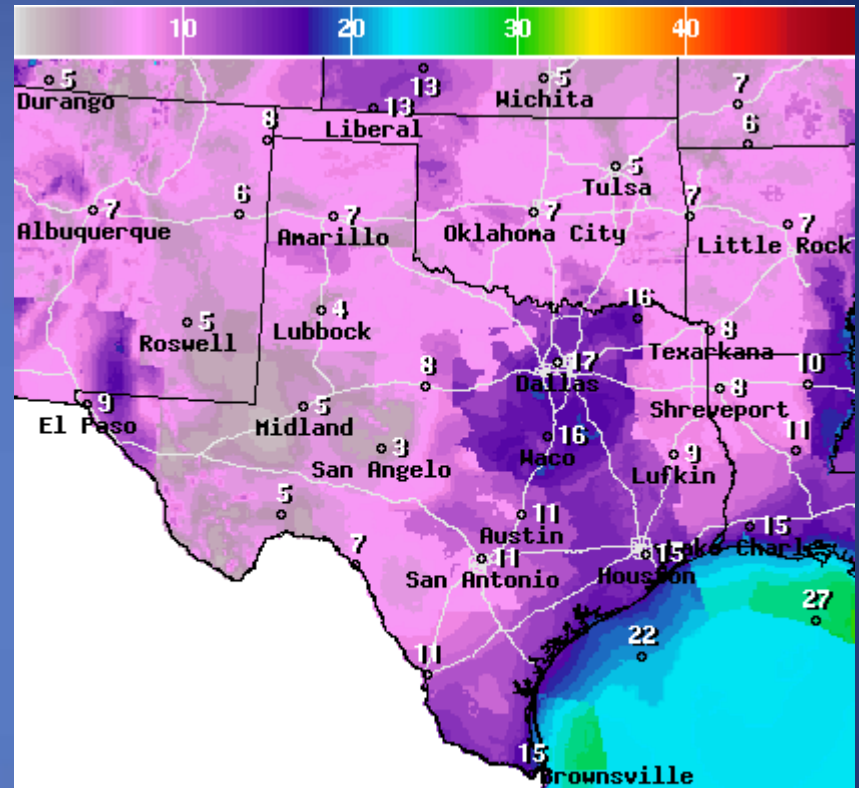 10 20 30 40
5 13 5 7
Durango Wichita
13
Liberal
8 6
5
Tulsa
7 6 7 7 7 7
Albuquerque Amarillo Oklahoma City Little Rock
5 4 16
Roswell Lubbock 8
Texarkana
17
9 8 Dallas 8 10
El Paso 5 Shreveport
Midland 16 11
3 Waco 9
San Angelo Lufkin
5 11 15
Austin
7 11 15 Lake Charles
San Antonio Houston
27
22
11
15
Brownsville